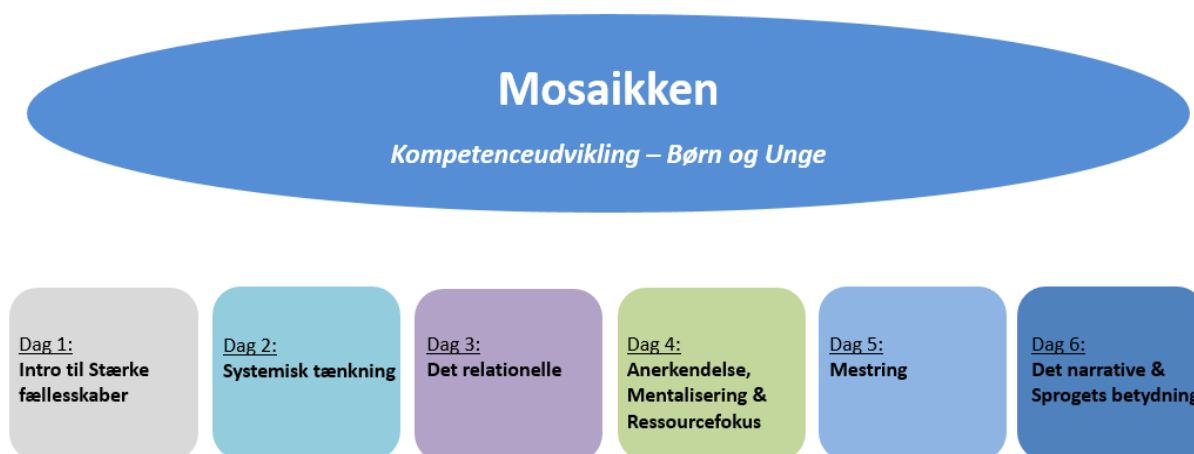 Mosaikken
Kompetenceudvikling – Børn og Unge
Dag 1:
Intro til Stærke
fællesskaber
Dag 2:
Systemisk tænkning
Dag 3:
Det relationelle
Dag 4:
Anerkendelse,
Mentalisering &
Ressourcefokus
Dag 5:
Mestring
Dag 6:
Det narrative &
Sprogets betydning